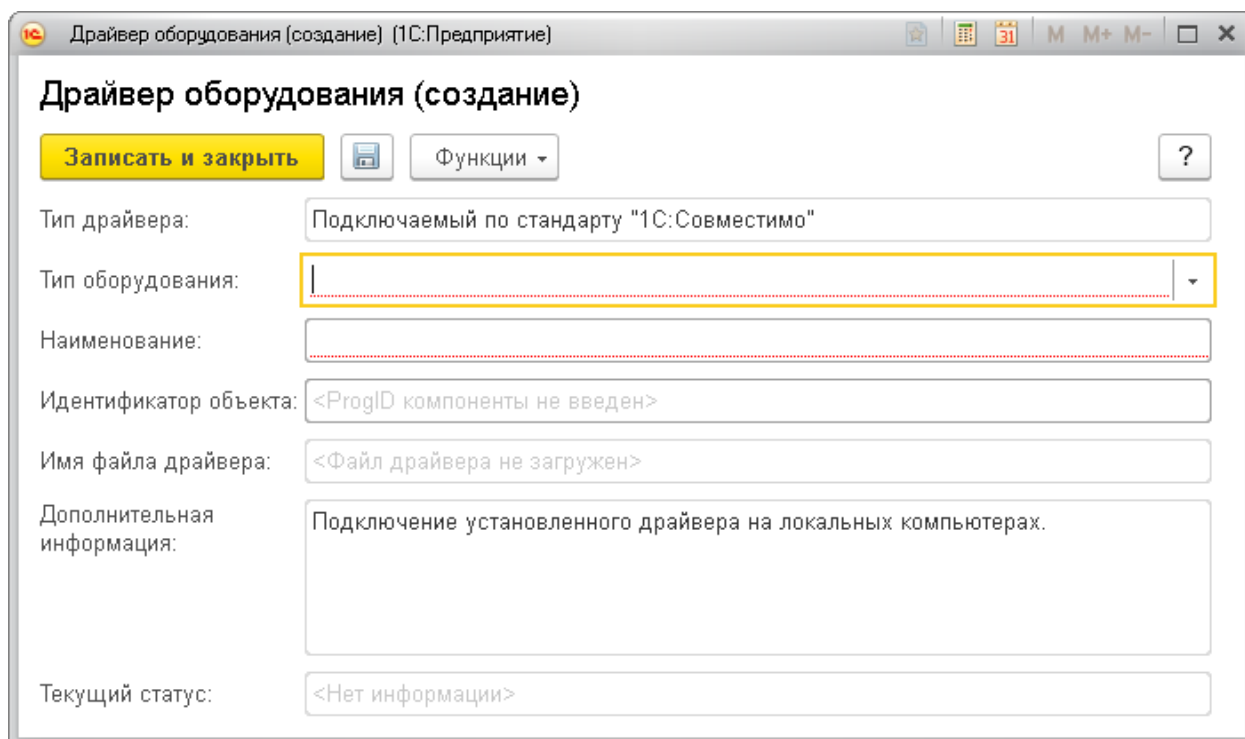 1С Драйвер оборудования (создание) (1С:Предприятие) 31 M M+ M-
Драйвер оборудования (создание)
Записать и закрыть Функции ?
Тип драйвера: Подключаемый по стандарту "1С:Совместимо"
Тип оборудования:
Наименование:
Идентификатор объекта: <ProgID компоненты не введен>
Имя файла драйвера: <Файл драйвера не загружен>
Дополнительная
информация:
Подключение установленного драйвера на локальных компьютерах.
Текущий статус: <Нет информации>